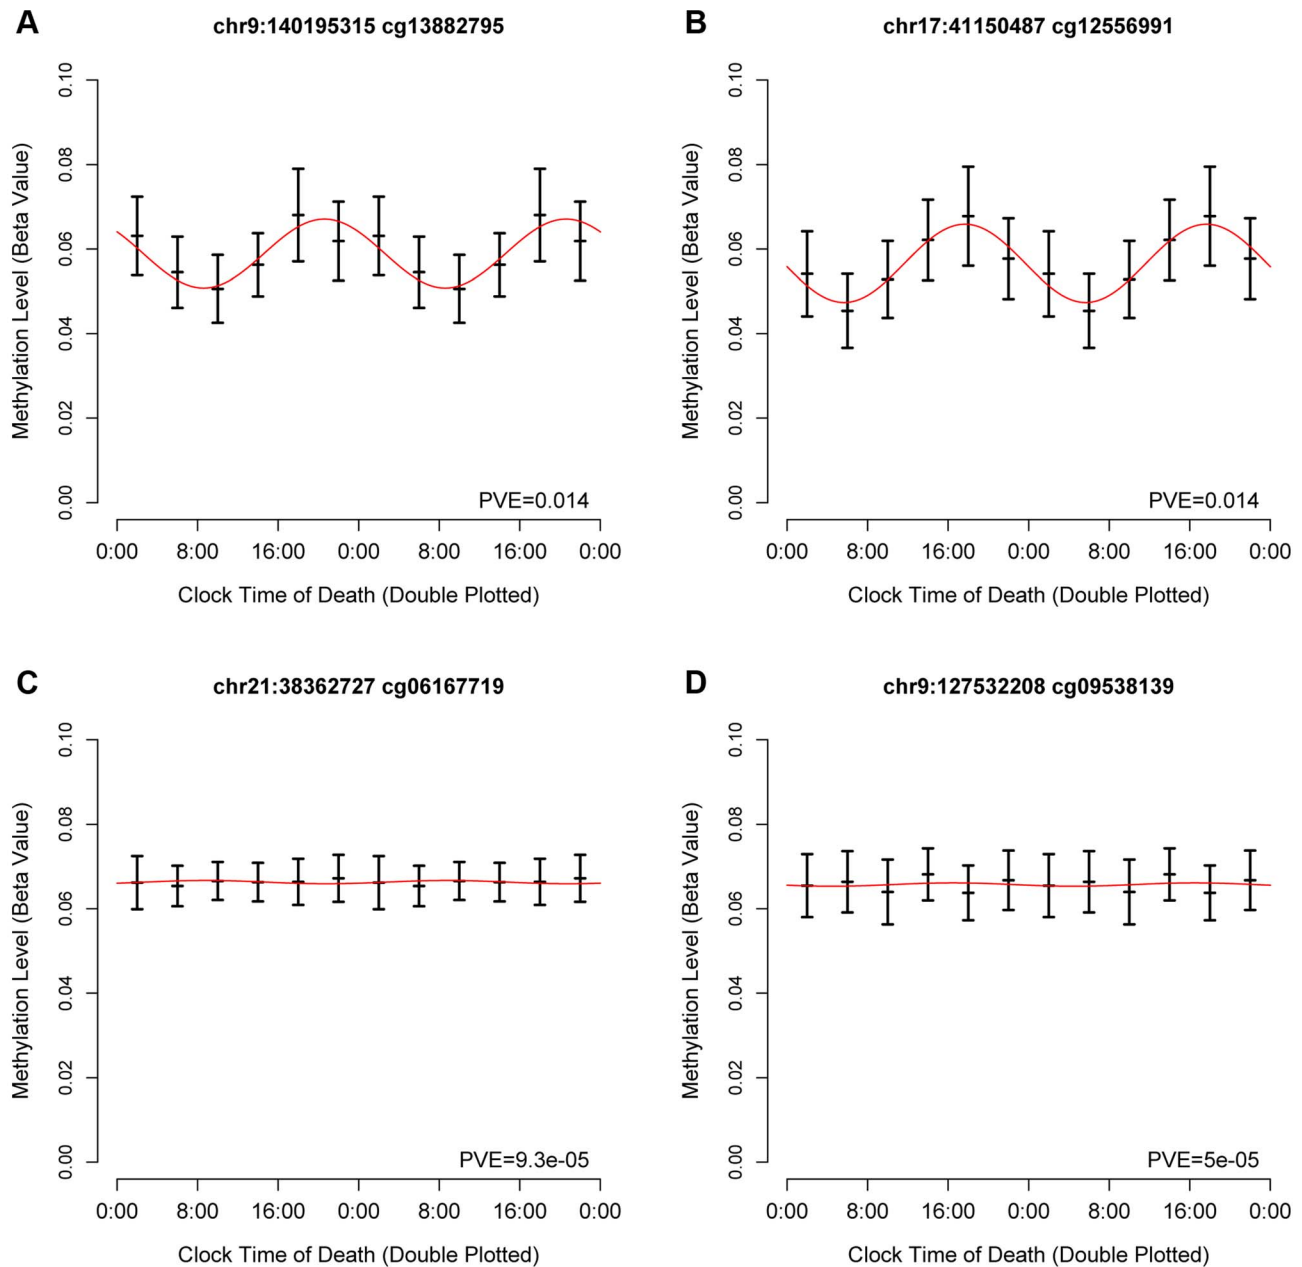 A
chr9:140195315 cg13882795
Methylation Level (Beta Value)
0.10
0.08
0.06
0.04
0.02
0.00
PVE=0.014
0:00 8:00 16:00 0:00 8:00 16:00 0:00
Clock Time of Death (Double Plotted)
B
chr17:41150487 cg12556991
Methylation Level (Beta Value)
0.10
0.08
0.06
0.04
0.02
0.00
PVE=0.014
0:00 8:00 16:00 0:00 8:00 16:00 0:00
Clock Time of Death (Double Plotted)
C
chr21:38362727 cg06167719
Methylation Level (Beta Value)
0.10
0.08
0.06
0.04
0.02
0.00
PVE=9.3e-05
0:00 8:00 16:00 0:00 8:00 16:00 0:00
Clock Time of Death (Double Plotted)
D
chr9:127532208 cg09538139
Methylation Level (Beta Value)
0.10
0.08
0.06
0.04
0.02
0.00
PVE=5e-05
0:00 8:00 16:00 0:00 8:00 16:00 0:00
Clock Time of Death (Double Plotted)